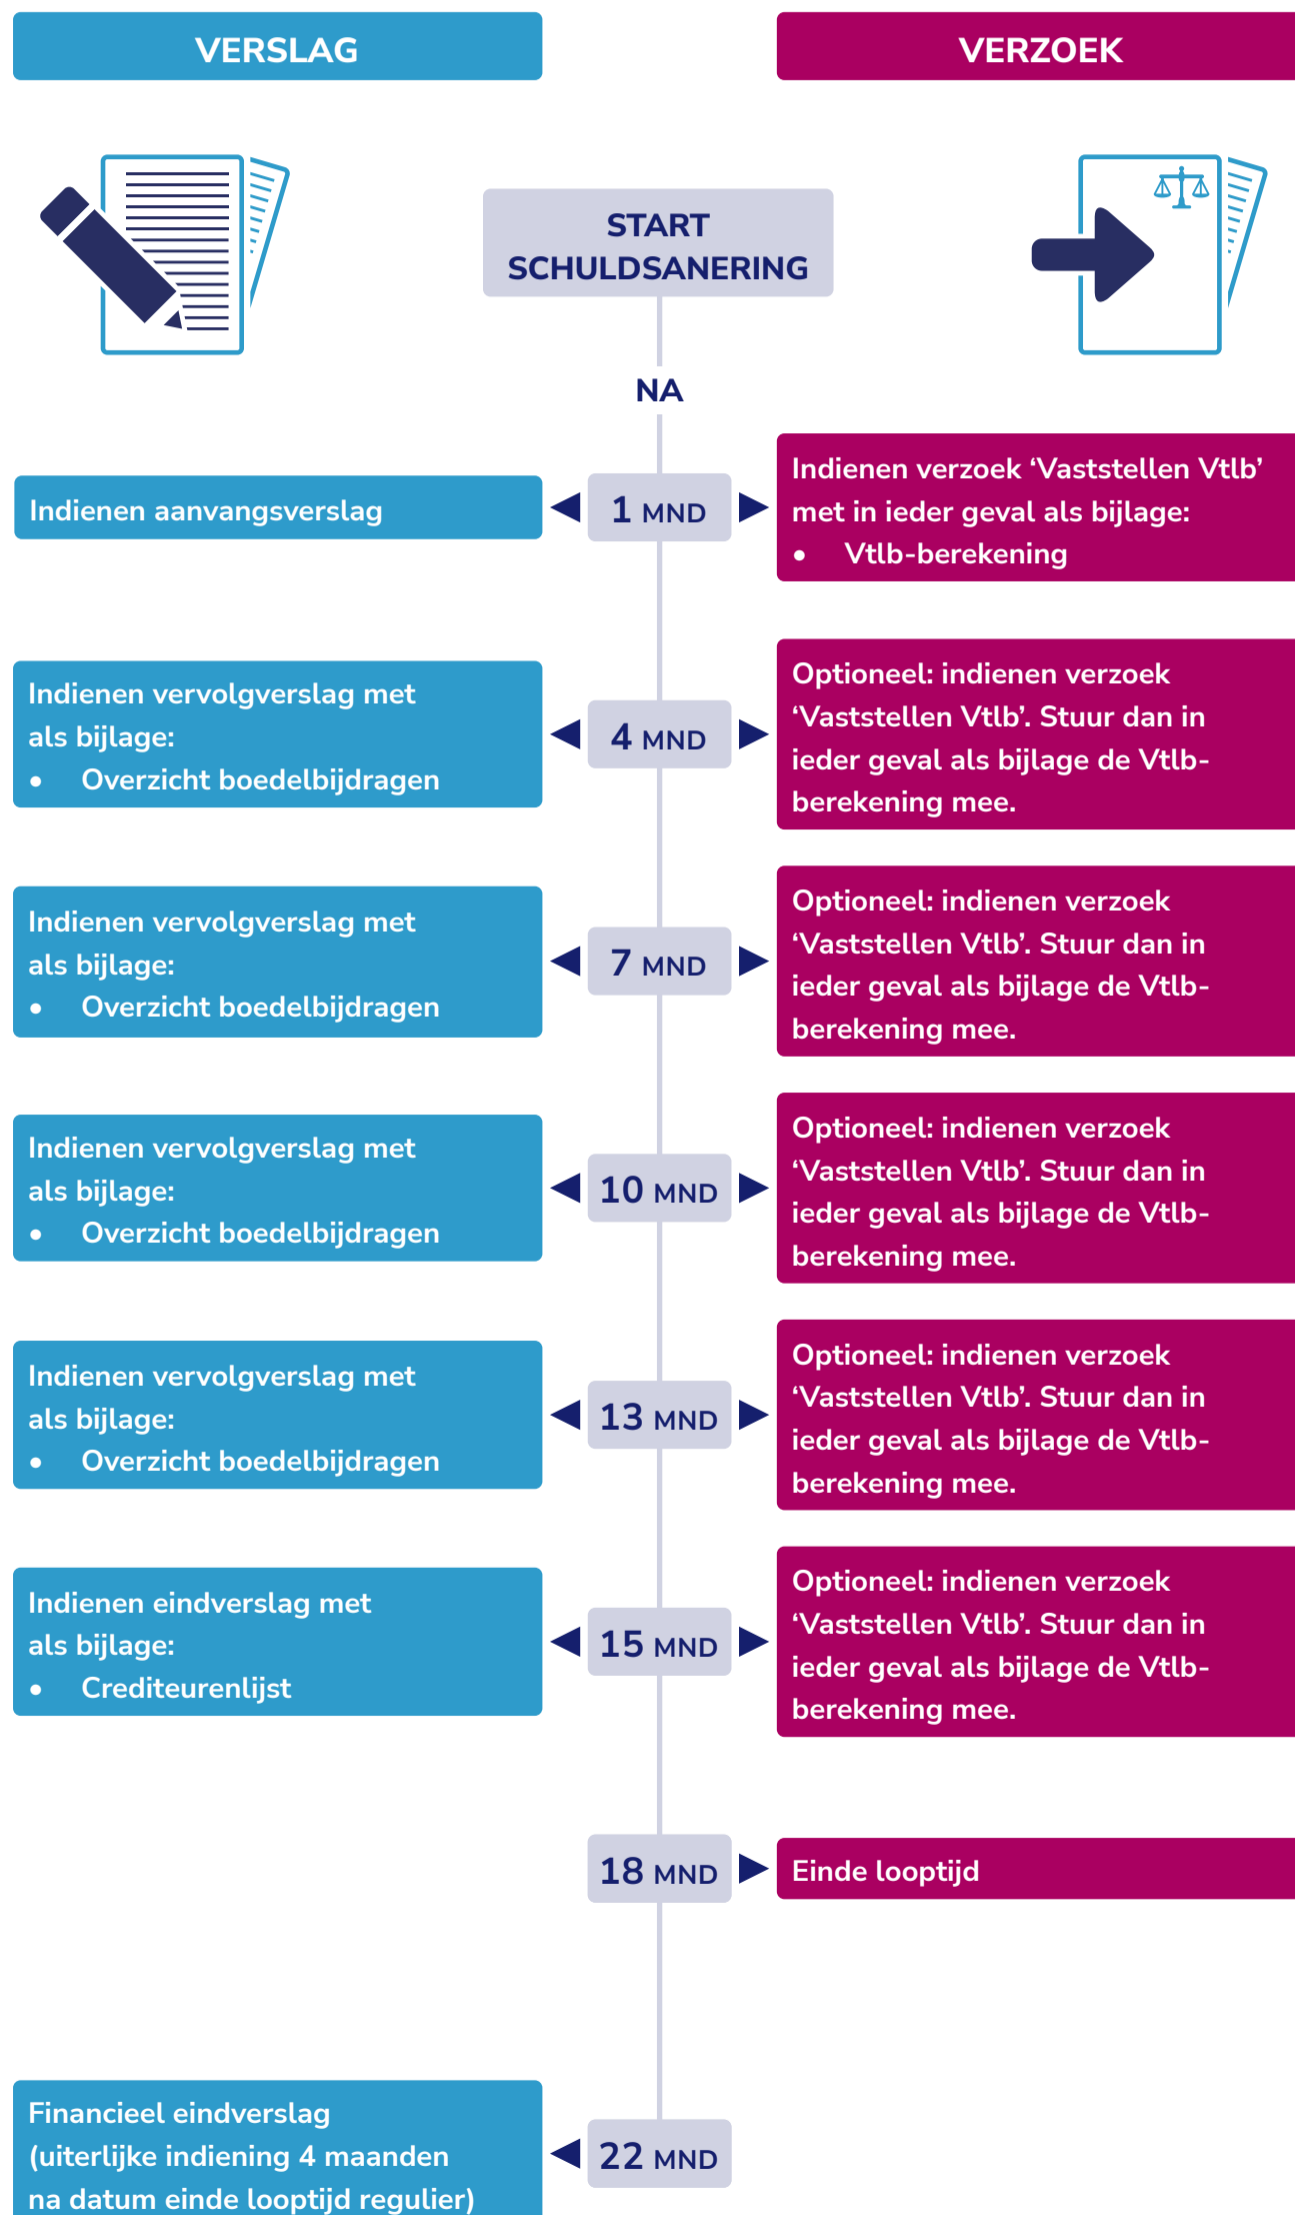 VERSLAG
VERZOEK
START
SCHULDSANERING
NA
Indienen aanvangsverslag
1 MND
Indienen verzoek ‘Vaststellen Vtlb’
met in ieder geval als bijlage:
• Vtlb-berekening
Indienen vervolgverslag met
als bijlage:
• Overzicht boedelbijdragen
4 MND
Optioneel: indienen verzoek
‘Vaststellen Vtlb’. Stuur dan in
ieder geval als bijlage de Vtlb-
berekening mee.
Indienen vervolgverslag met
als bijlage:
• Overzicht boedelbijdragen
7 MND
Optioneel: indienen verzoek
‘Vaststellen Vtlb’. Stuur dan in
ieder geval als bijlage de Vtlb-
berekening mee.
Indienen vervolgverslag met
als bijlage:
• Overzicht boedelbijdragen
10 MND
Optioneel: indienen verzoek
‘Vaststellen Vtlb’. Stuur dan in
ieder geval als bijlage de Vtlb-
berekening mee.
Indienen vervolgverslag met
als bijlage:
• Overzicht boedelbijdragen
13 MND
Optioneel: indienen verzoek
‘Vaststellen Vtlb’. Stuur dan in
ieder geval als bijlage de Vtlb-
berekening mee.
Indienen eindverslag met
als bijlage:
• Crediteurenlijst
15 MND
Optioneel: indienen verzoek
‘Vaststellen Vtlb’. Stuur dan in
ieder geval als bijlage de Vtlb-
berekening mee.
18 MND
Einde looptijd
Financieel eindverslag
(uiterlijke indiening 4 maanden
na datum einde looptijd regulier)
22 MND